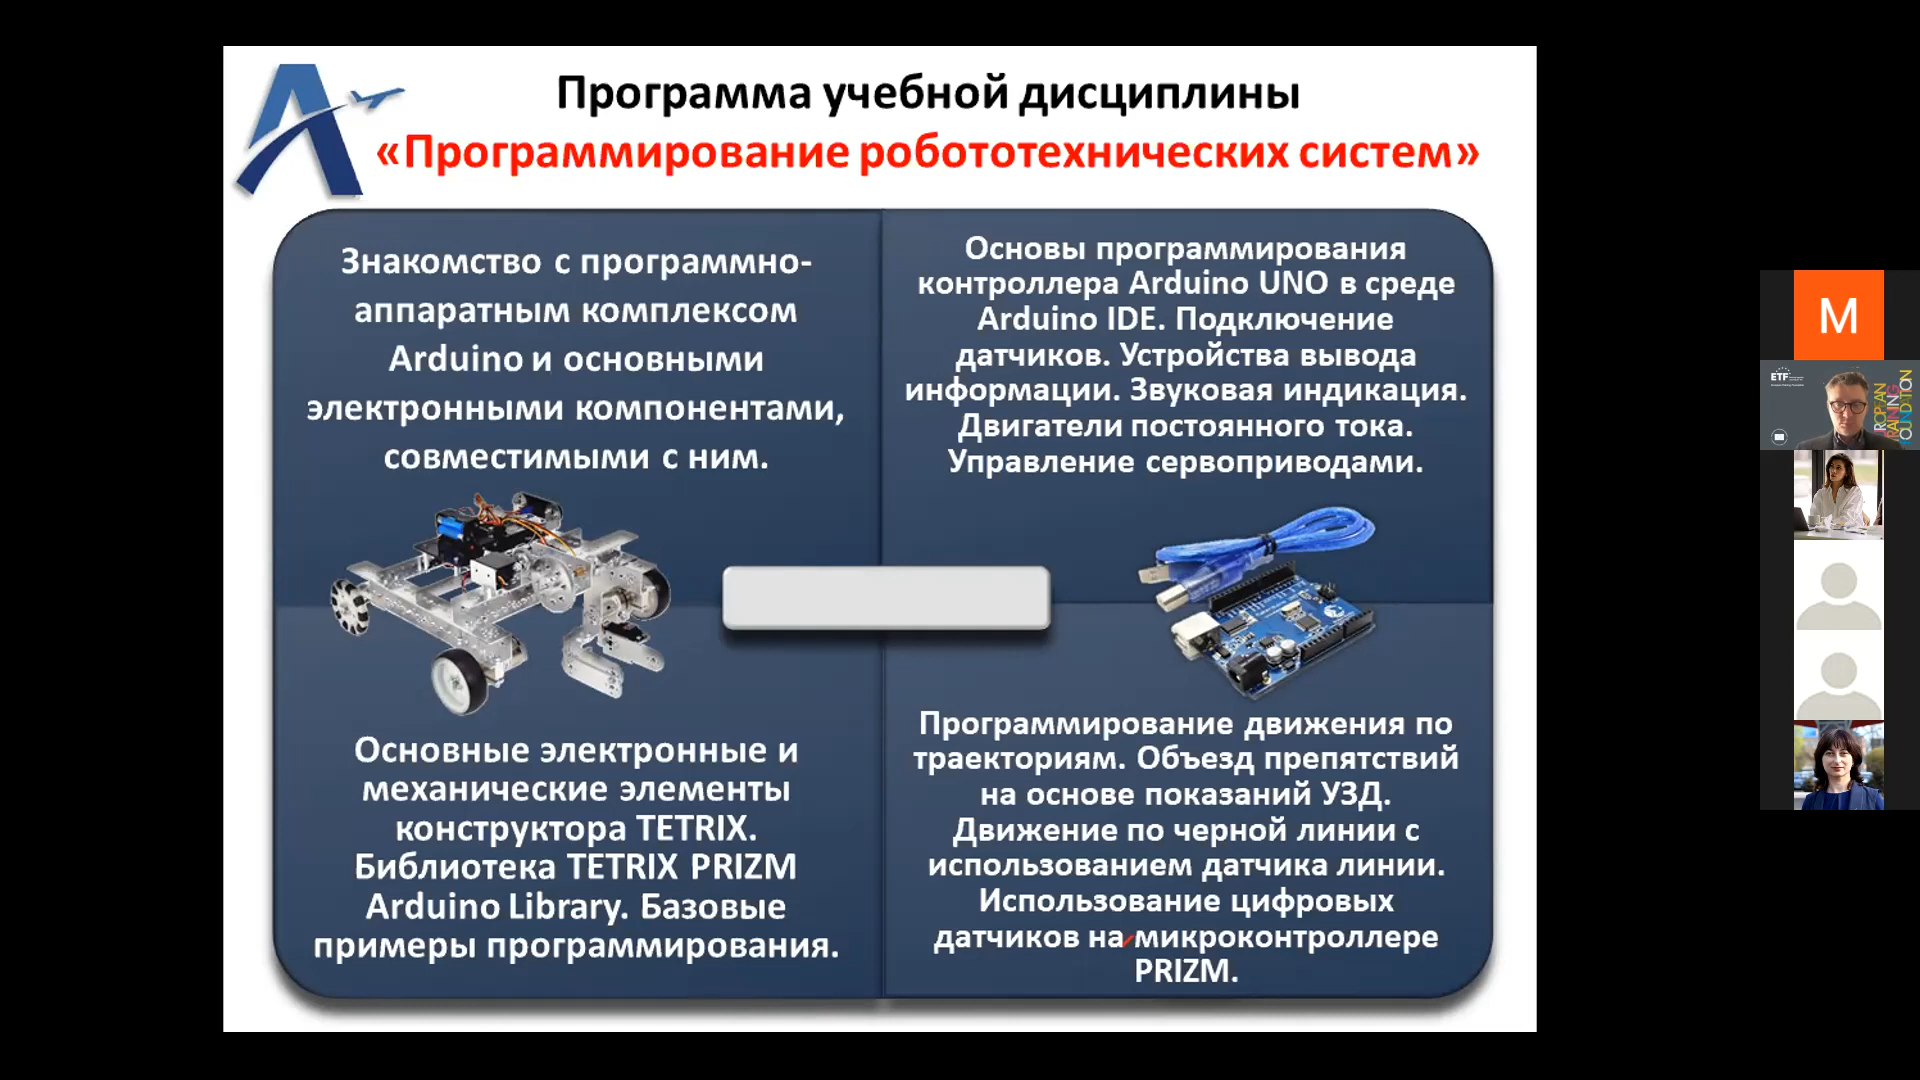 Программа учебной дисциплины
«Программирование робототехнических систем»
Знакомство с программно-
аппаратным комплексом
Arduino и основными
электронными компонентами,
совместимыми с ним.
Основы программирования
контроллера Arduino UNO в среде
Arduino IDE. Подключение
датчиков. Устройства вывода
информации. Звуковая индикация.
Двигатели постоянного тока.
Управление сервоприводами.
Основные электронные и
механические элементы
конструктора TETRIX.
Библиотека TETRIX PRIZM
Arduino Library. Базовые
примеры программирования.
Программирование движения по
траекториям. Объезд препятствий
на основе показаний УЗД.
Движение по черной линии с
использованием датчика линии.
Использование цифровых
датчиков на микроконтроллере
PRIZM.
M
ETF